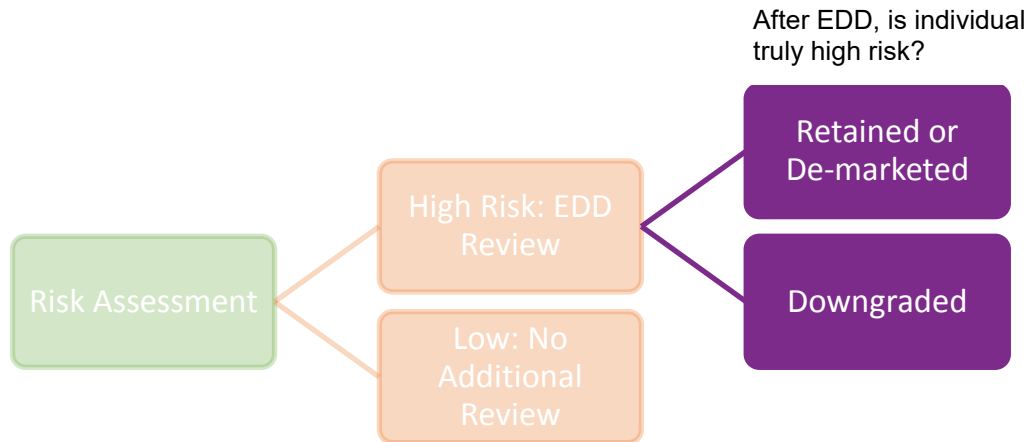 After EDD, is individual
truly high risk?
Retained or
De-marketed
High Risk: EDD
Review
Risk Assessment
Downgraded
Low: No
Additional
Review